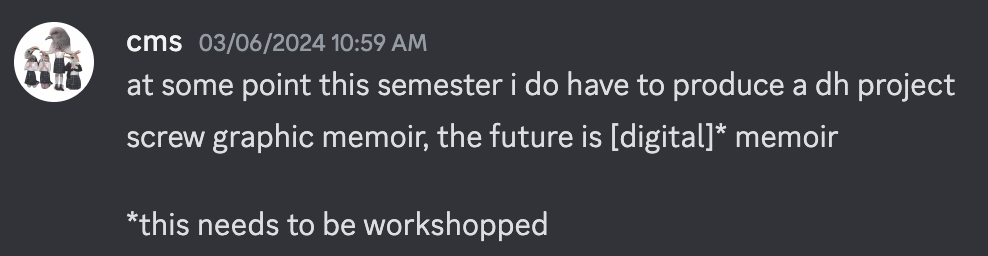 cms 03/06/2024 10:59 AM
at some point this semester i do have to produce a dh project
screw graphic memoir, the future is [digital]* memoir
*this needs to be workshopped